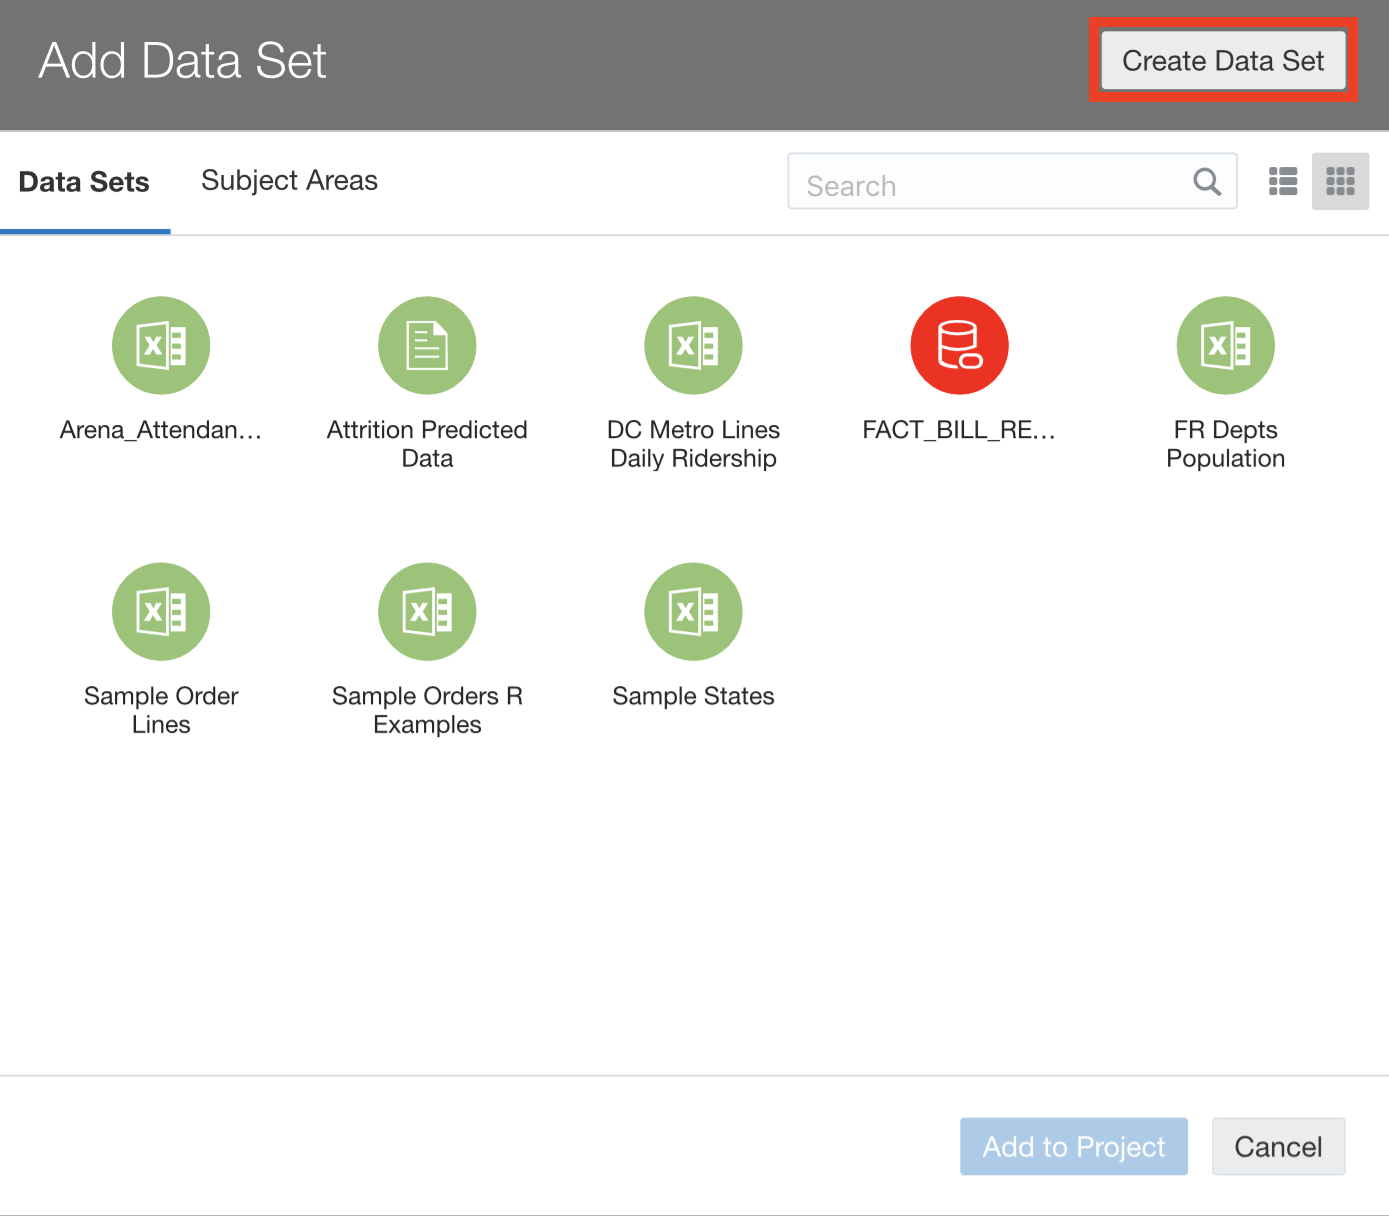 Add Data Set
Create Data Set
Data Sets
Subject Areas
Search
Arena_Attendan...
Attrition Predicted
Data
DC Metro Lines
Daily Ridership
FACT_BILL_RE...
FR Depts
Population
Sample Order
Lines
Sample Orders R
Examples
Sample States
Add to Project
Cancel